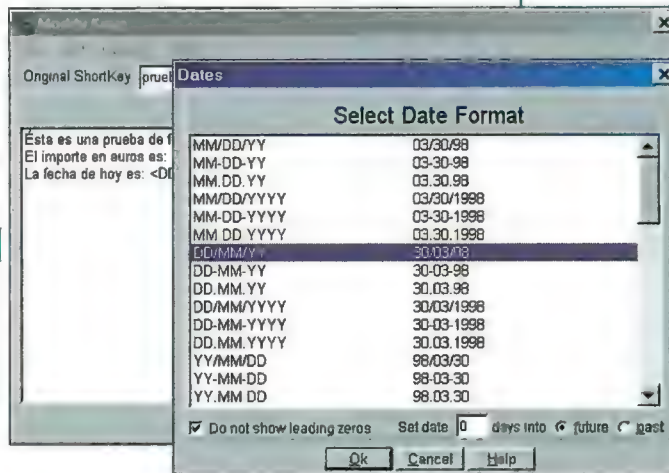 Modify Keys
Original ShortKey prueb
Esta es una prueba de f
El importe en euros es:
La fecha de hoy es: <DD
Dates
Select Date Format
MM/DD/YY 03/30/98
MM-DD-YY 03-30-98
MM.DD.YY 03.30.98
MM/DD/YYYY 03/30/1998
MM-DD-YYYY 03-30-1998
MM.DD.YYYY 03.30.1998
DD/MM/YY 30/03/98
DD-MM-YY 30-03-98
DD.MM.YY 30.03.98
DD/MM/YYYY 30/03/1998
DD-MM-YYYY 30-03-1998
DD.MM.YYYY 30.03.1998
YY/MM/DD 98/03/30
YY-MM-DD 98-03-30
YY.MM.DD 98.03.30
Do not show leading zeros Set date 0 days into future past
Ok Cancel Help